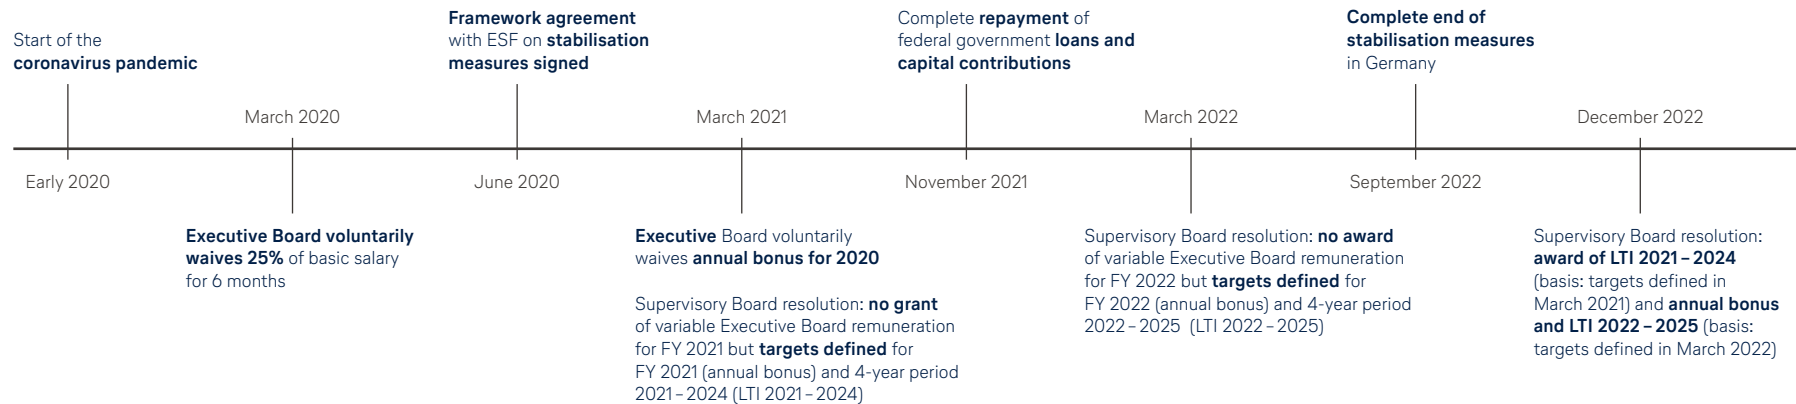 Start of the
coronavirus pandemic
Framework agreement
with ESF on stabilisation
measures signed
Complete repayment of
federal government loans and
capital contributions
Complete end of
stabilisation measures
in Germany
March 2020
March 2021
March 2022
December 2022
Early 2020
June 2020
November 2021
September 2022
Executive Board voluntarily
waives 25% of basic salary
for 6 months
Executive Board voluntarily
waives annual bonus for 2020
Supervisory Board resolution: no grant
of variable Executive Board remuneration
for FY 2021 but targets defined for
FY 2021 (annual bonus) and 4-year period
2021–2024 (LTI 2021–2024)
Supervisory Board resolution: no award
of variable Executive Board remuneration
for FY 2022 but targets defined for
FY 2022 (annual bonus) and 4-year period
2022–2025 (LTI 2022–2025)
Supervisory Board resolution:
award of LTI 2021–2024
(basis: targets defined in
March 2021) and annual bonus
and LTI 2022–2025 (basis:
targets defined in March 2022)